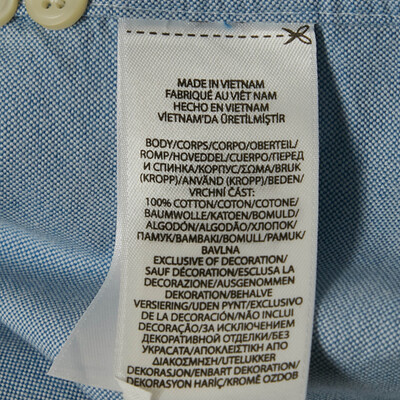 MADE IN VIETNAM
FABRIQUÉ AU VIÊT NAM
HECHO EN VIETNAM
VİETNAM'DA ÜRETİLMİŞTİR
BODY/CORPS/CORPO/OBERTEIL/
ROMP/HOVEDDEL/CUERPO/ПЕРЕД
И СПИНКА/КОРПУС/ΣΩΜΑ/BRUK
(KROPP)/ANVÄND (KROPP)/BEDEN/
VRCHNÍ ČÁST:
100% COTTON/COTON/COTONE/
BAUMWOLLE/KATOEN/BOMULD/
ALGODÓN/ALGODÃO/ХЛОПОК/
ПАМУК/ΒΑΜΒΑΚΙ/BOMULL/PAMUK/
BAVLNA
EXCLUSIVE OF DECORATION/
SAUF DÉCORATION/ESCLUSA LA
DECORAZIONE/AUSGENOMMEN
DEKORATION/BEHALVE
VERSIERING/UDEN PYNT/EXCLUSIVO
DE LA DECORACIÓN/NÃO INCLUI
DECORAÇÃO/ЗА ИСКЛЮЧЕНИЕМ
ДЕКОРАТИВНОЙ ОТДЕЛКИ/БЕЗ
УКРАСАТА/ΑΠΟΚΛΕΙΣΤΙΚΗ ΑΠΟ
ΔΙΑΚΟΣΜΗΣΗ/UTELUKKER
DEKORASJON/ENBART DEKORATION/
DEKORASYON HARİÇ/KROMĚ OZDOB